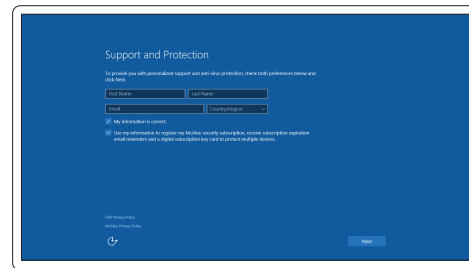 Support and Protection
To provide you with personalized support and anti-virus protection, check both preferences below and
click Next.
First Name
Last Name
Email
Country/Region
My information is correct.
Use my information to register my McAfee security subscription, receive subscription expiration
email reminders and a digital subscription key card to protect multiple devices.
Dell Privacy Policy
McAfee Privacy Policy
Next